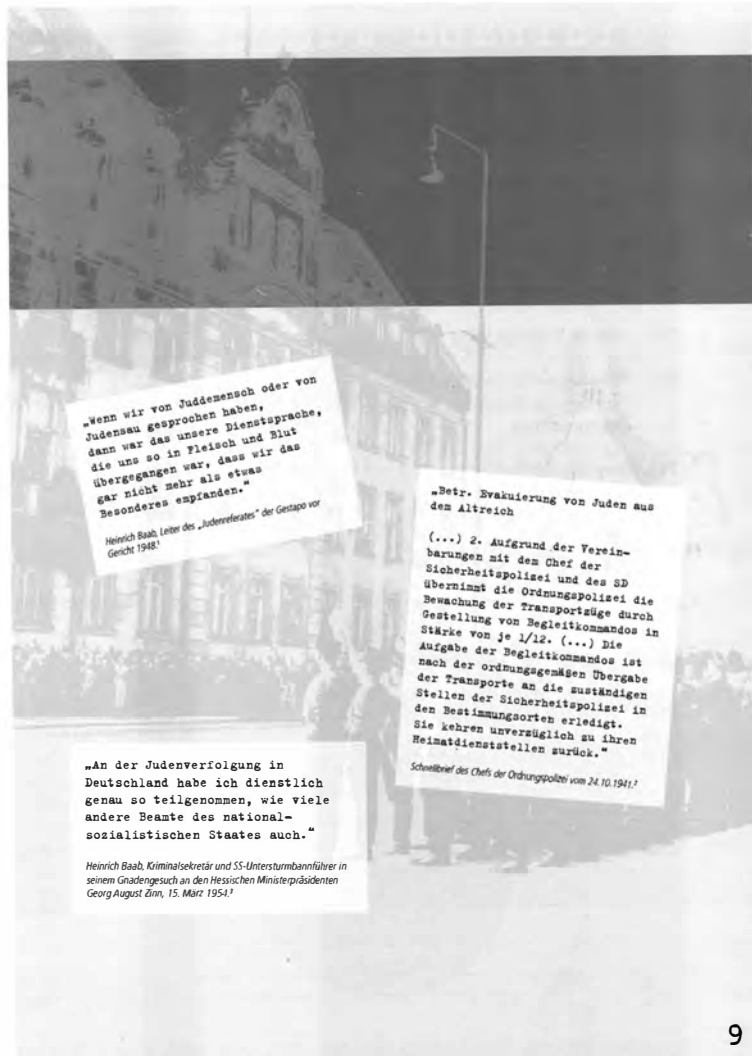 „Wenn wir von Juddemensch oder von
Judensau gesprochen haben,
dann war das unsere Dienstsprache,
die uns so in Fleisch und Blut
übergegangen war, dass wir das
gar nicht mehr als etwas
Besonderes empfanden.“
Heinrich Baab, Leiter des „Judenreferates“ der Gestapo vor
Gericht 1948.¹
„Betr. Evakuierung von Juden aus
dem Altreich
(...) 2. Aufgrund der Verein-
barungen mit dem Chef der
Sicherheitspolizei und des SD
übernimmt die Ordnungspolizei die
Bewachung der Transportzüge durch
Gestellung von Begleitkommandos in
Stärke von je 1/12. (...) Die
Aufgabe der Begleitkommandos ist
nach der ordnungsgemäßen Übergabe
der Transporte an die zuständigen
Stellen der Sicherheitspolizei in
den Bestimmungsorten erledigt.
Sie kehren unverzüglich zu ihren
Heimatdienststellen zurück.“
Schnellbrief des Chefs der Ordnungspolizei vom 24.10.1941.²
„An der Judenverfolgung in
Deutschland habe ich dienstlich
genau so teilgenommen, wie viele
andere Beamte des national-
sozialistischen Staates auch.“
Heinrich Baab, Kriminalsekretär und SS-Untersturmbannführer in
seinem Gnadengesuch an den Hessischen Ministerpräsidenten
Georg August Zinn, 15. März 1954.³
9